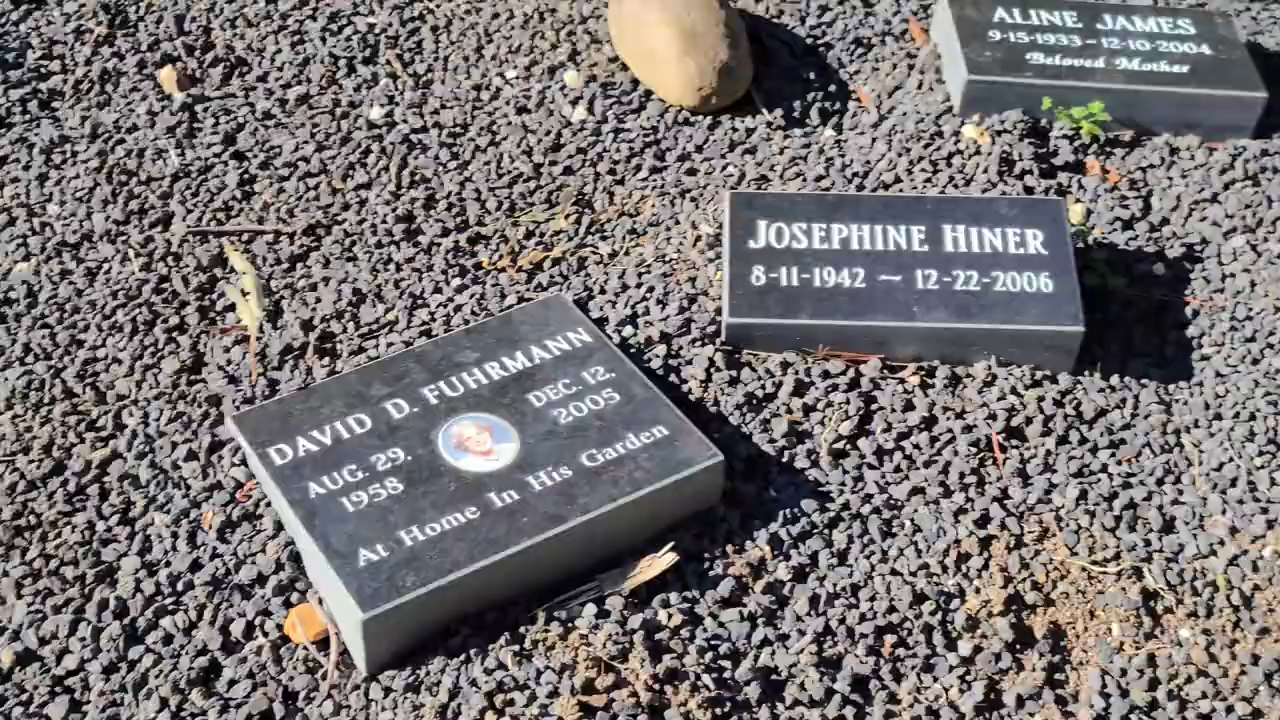 ALINE JAMES
9-15-1933 - 12-10-2004
Beloved Mother
JOSEPHINE HINER
8-11-1942 ~ 12-22-2006
DAVID D. FUHRMANN
AUG. 29, 1958
DEC. 12, 2005
At Home In His Garden